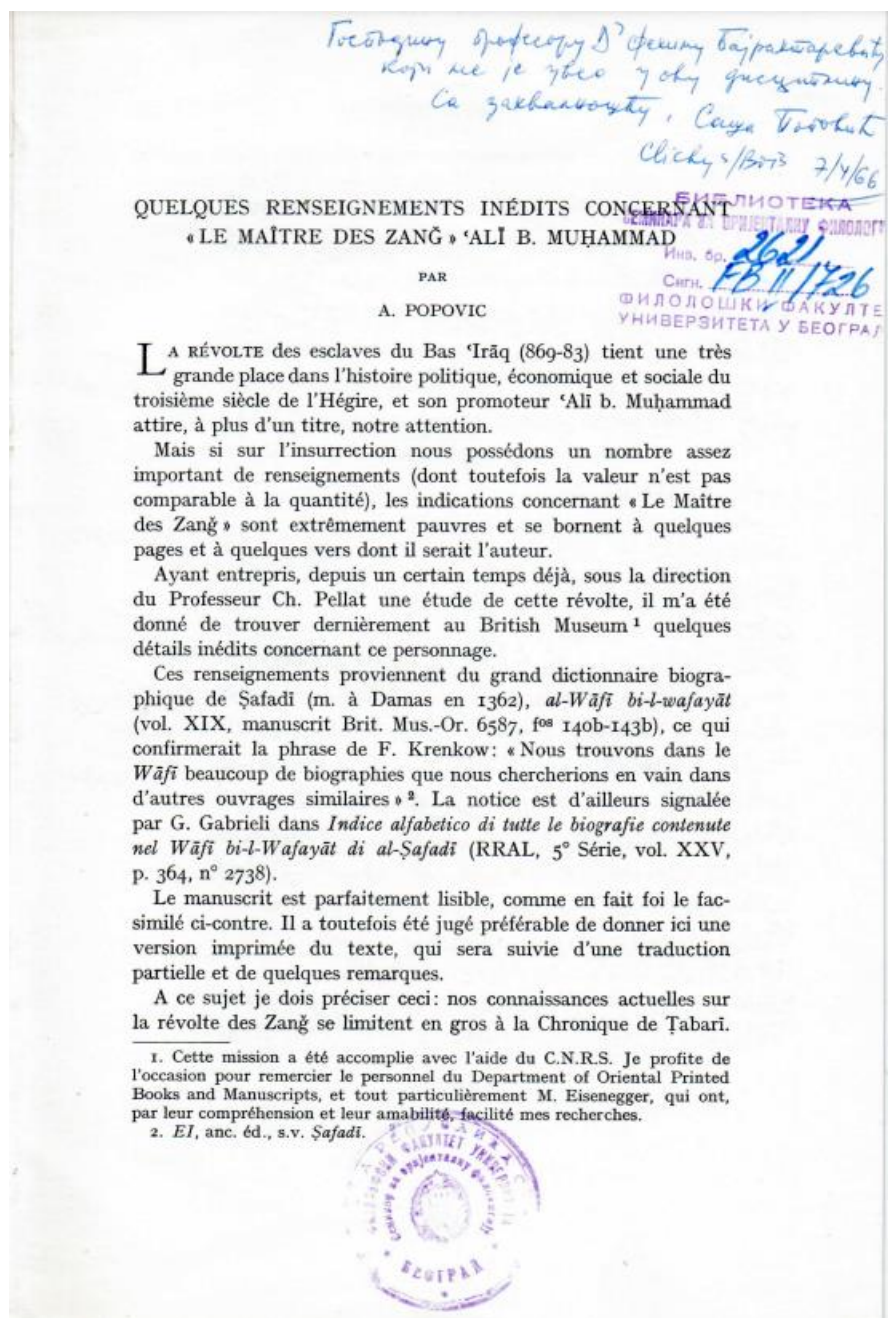 Господину професору Dr Фехиму Бајрактаревићу
који ме је увео у ову дисциплину.
Са захвалношћу, Саша Поповић
Clichy s/Bois 7/4/66
БИБЛИОТЕКА
СЕМИНАРА ЗА ОРИЈЕНТАЛНУ ФИЛОЛОГ
Инв. бр. 2621
Сигн. FB II/726
ФИЛОЛОШКИ ФАКУЛТЕ
УНИВЕРЗИТЕТА У БЕОГРАД
QUELQUES RENSEIGNEMENTS INÉDITS CONCERNANT
« LE MAÎTRE DES ZANǦ » ‘ALĪ B. MUḤAMMAD
PAR
A. POPOVIC
LA RÉVOLTE des esclaves du Bas ‘Irāq (869-83) tient une très
grande place dans l'histoire politique, économique et sociale du
troisième siècle de l'Hégire, et son promoteur ‘Alī b. Muḥammad
attire, à plus d'un titre, notre attention.
Mais si sur l'insurrection nous possédons un nombre assez
important de renseignements (dont toutefois la valeur n'est pas
comparable à la quantité), les indications concernant « Le Maître
des Zanǧ » sont extrêmement pauvres et se bornent à quelques
pages et à quelques vers dont il serait l'auteur.
Ayant entrepris, depuis un certain temps déjà, sous la direction
du Professeur Ch. Pellat une étude de cette révolte, il m'a été
donné de trouver dernièrement au British Museum ¹ quelques
détails inédits concernant ce personnage.
Ces renseignements proviennent du grand dictionnaire biogra-
phique de Ṣafadī (m. à Damas en 1362), al-Wāfī bi-l-wafayāt
(vol. XIX, manuscrit Brit. Mus.-Or. 6587, fos 140b-143b), ce qui
confirmerait la phrase de F. Krenkow: « Nous trouvons dans le
Wāfī beaucoup de biographies que nous chercherions en vain dans
d'autres ouvrages similaires » ². La notice est d'ailleurs signalée
par G. Gabrieli dans Indice alfabetico di tutte le biografie contenute
nel Wāfī bi-l-Wafayāt di al-Ṣafadī (RRAL, 5° Série, vol. XXV,
p. 364, n° 2738).
Le manuscrit est parfaitement lisible, comme en fait foi le fac-
similé ci-contre. Il a toutefois été jugé préférable de donner ici une
version imprimée du texte, qui sera suivie d'une traduction
partielle et de quelques remarques.
A ce sujet je dois préciser ceci: nos connaissances actuelles sur
la révolte des Zanǧ se limitent en gros à la Chronique de Ṭabarī.
1. Cette mission a été accomplie avec l'aide du C.N.R.S. Je profite de
l'occasion pour remercier le personnel du Department of Oriental Printed
Books and Manuscripts, et tout particulièrement M. Eisenegger, qui ont,
par leur compréhension et leur amabilité, facilité mes recherches.
2. EI, anc. éd., s.v. Ṣafadī.
БЕОГРАД